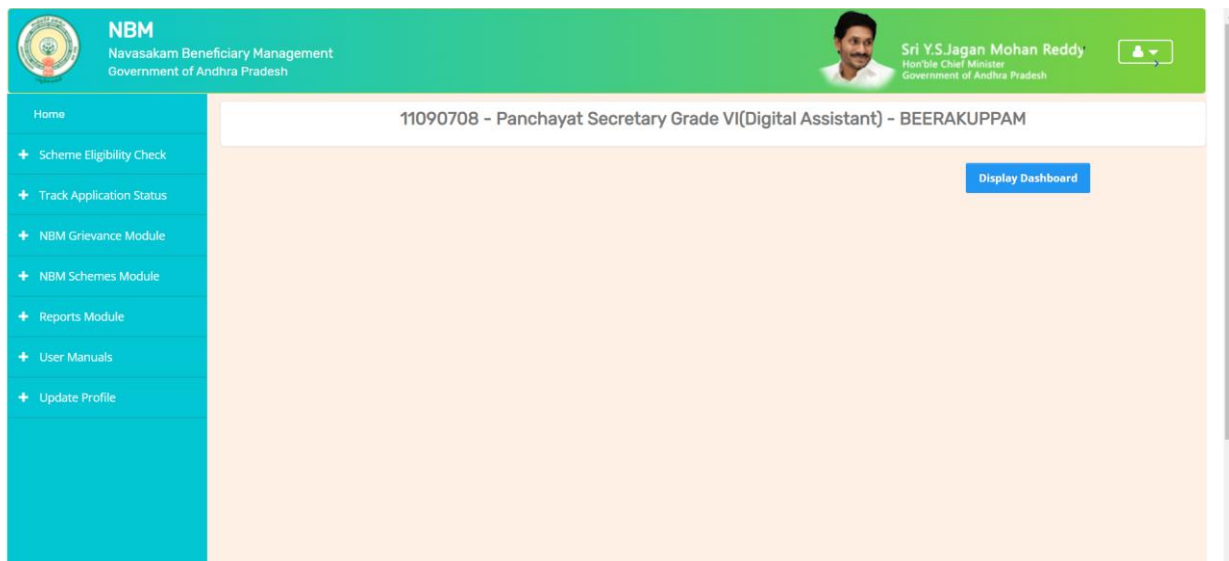 NBM
Navasakam Beneficiary Management
Government of Andhra Pradesh
Sri Y.S.Jagan Mohan Reddy
Hon'ble Chief Minister
Government of Andhra Pradesh
Home
11090708 - Panchayat Secretary Grade VI(Digital Assistant) - BEERAKUPPAM
Scheme Eligibility Check
Display Dashboard
Track Application Status
NBM Grievance Module
NBM Schemes Module
Reports Module
User Manuals
Update Profile